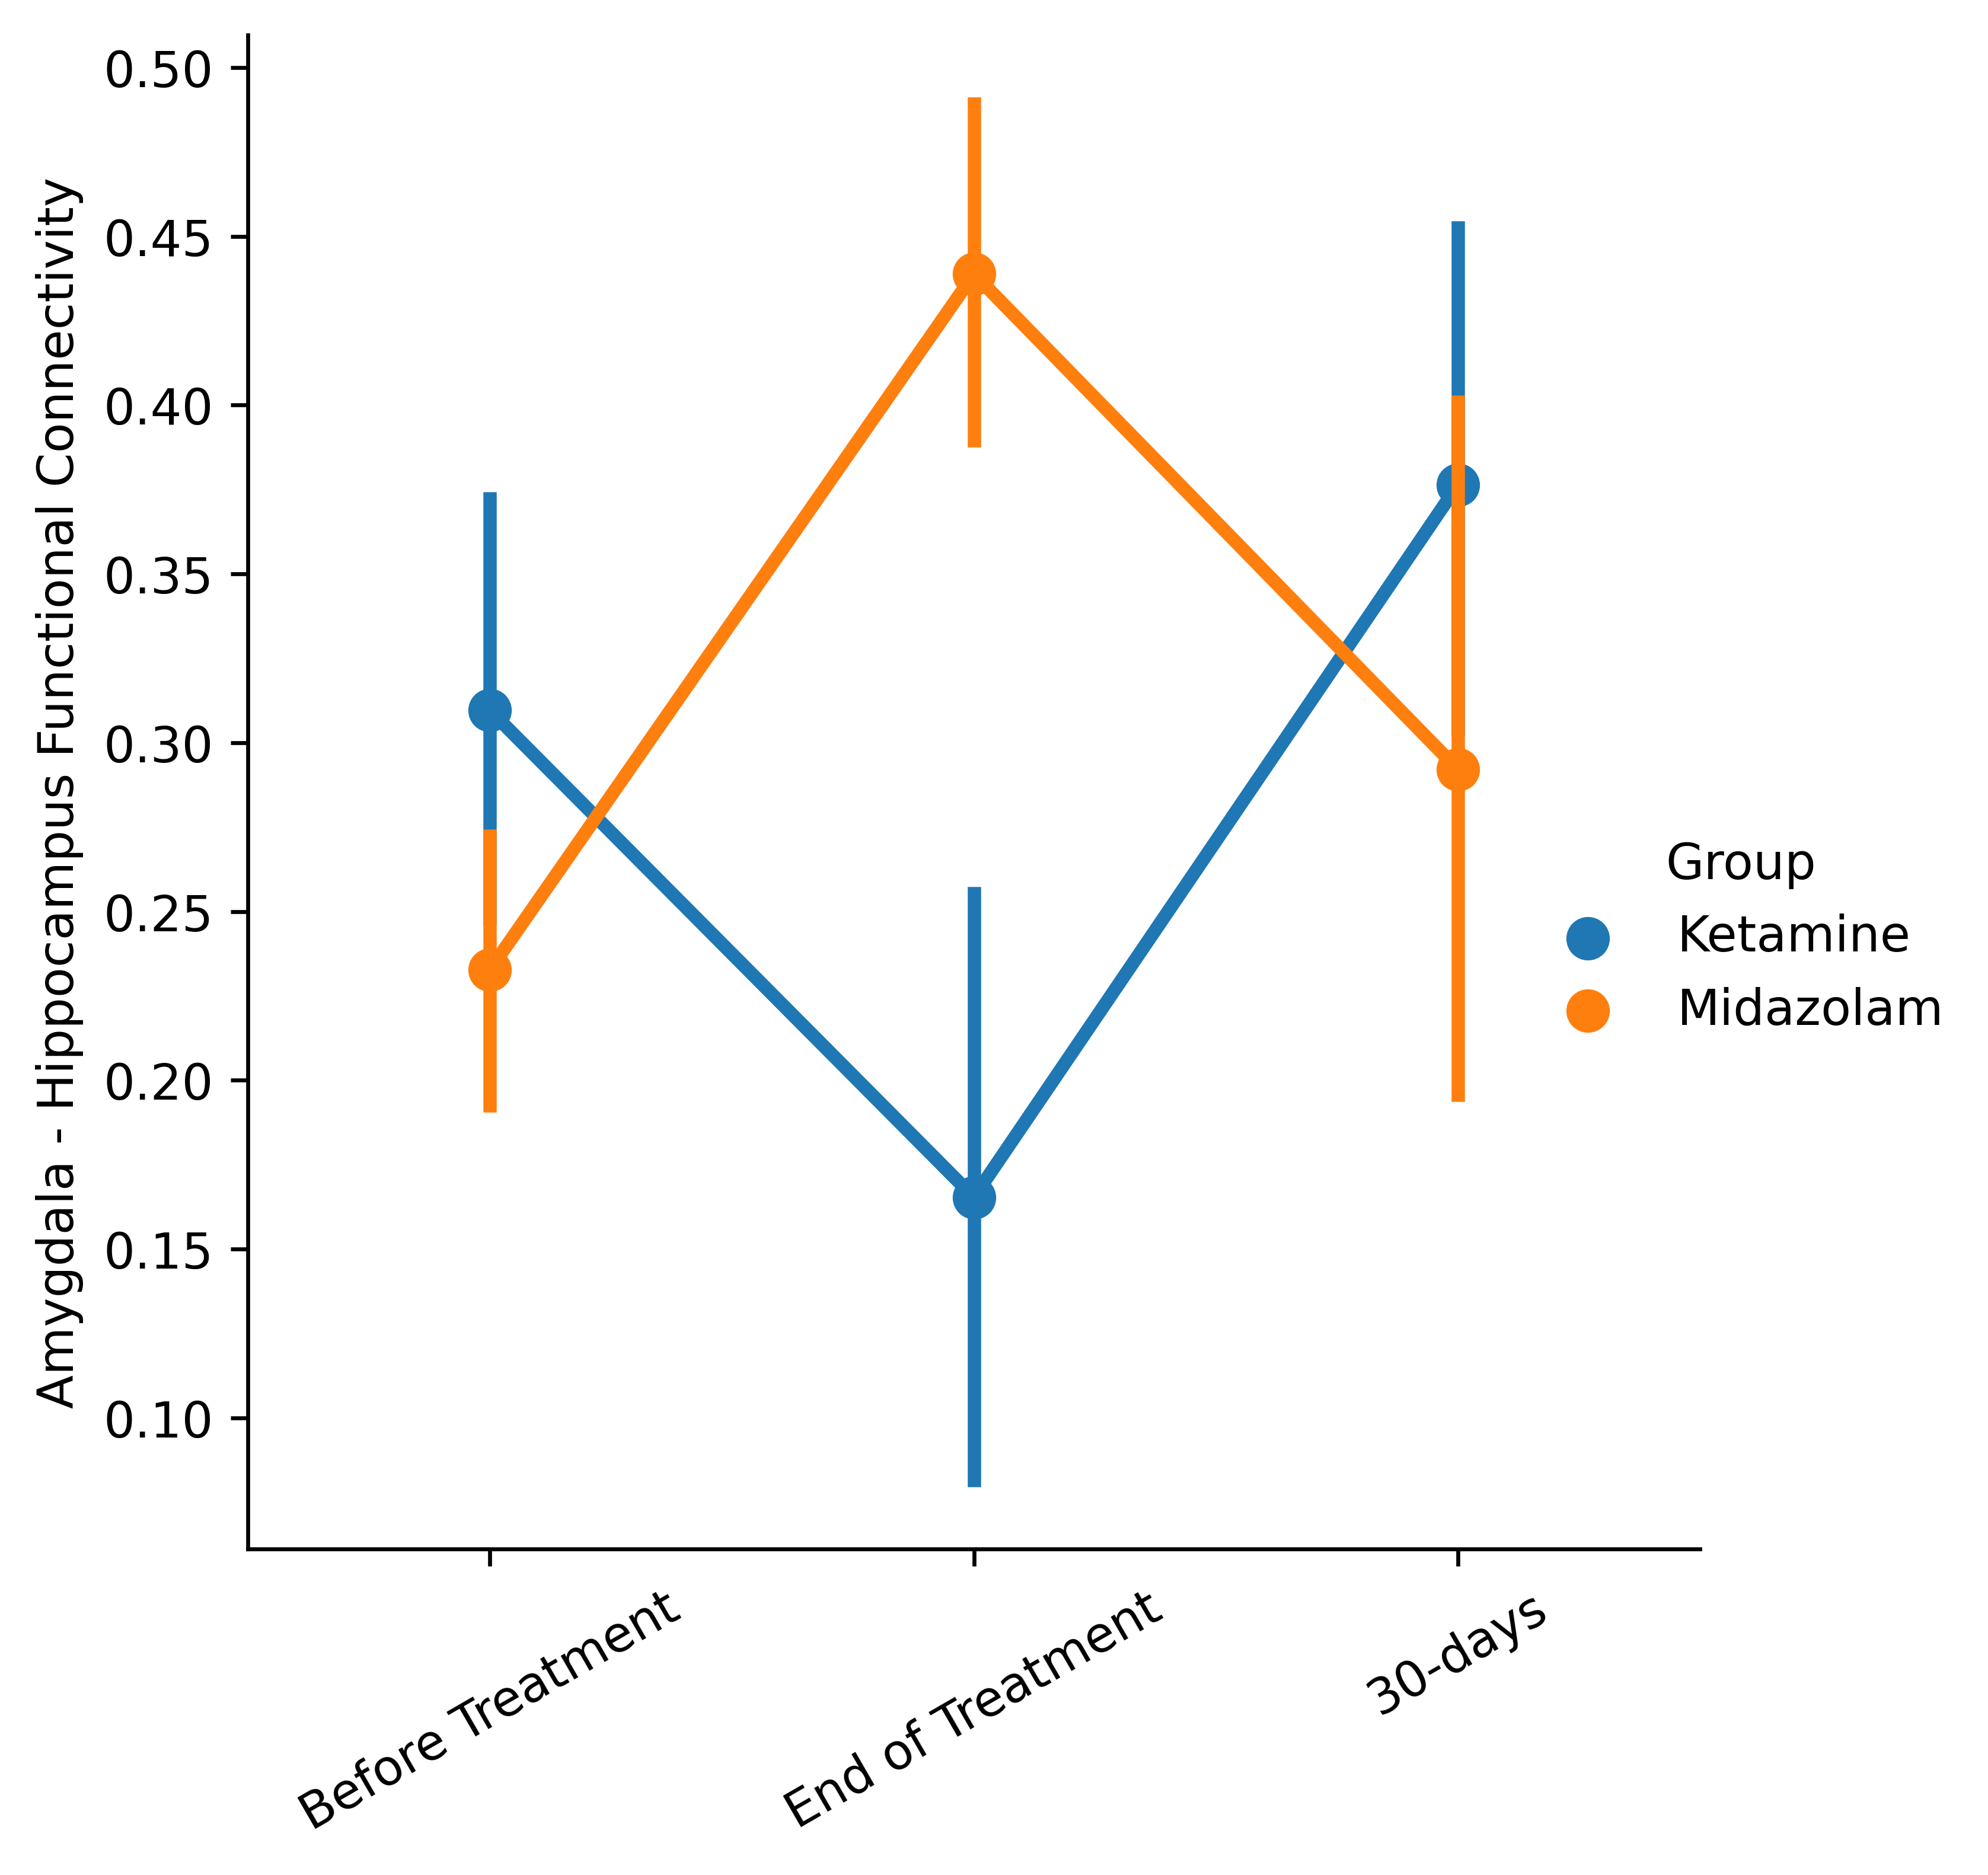 Amygdala - Hippocampus Functional Connectivity
0.50
0.45
0.40
0.35
0.30
0.25
0.20
0.15
0.10
Before Treatment
End of Treatment
30-days
Group
Ketamine
Midazolam